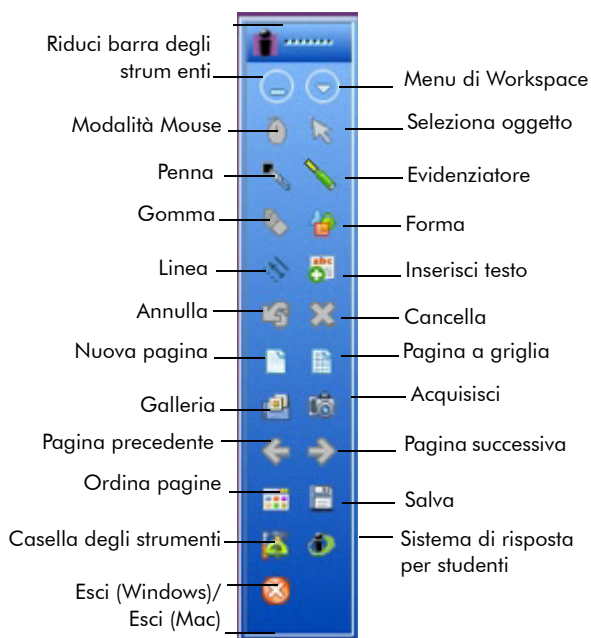 Riduci barra degli
strum enti
Menu di Workspace
Modalità Mouse
Seleziona oggetto
Penna
Evidenziatore
Gomma
Forma
Linea
abc
Inserisci testo
Annulla
Cancella
Nuova pagina
Pagina a griglia
Galleria
Acquisisci
Pagina precedente
Pagina successiva
Ordina pagine
Salva
Casella degli strumenti
Sistema di risposta
per studenti
Esci (Windows)/
Esci (Mac)